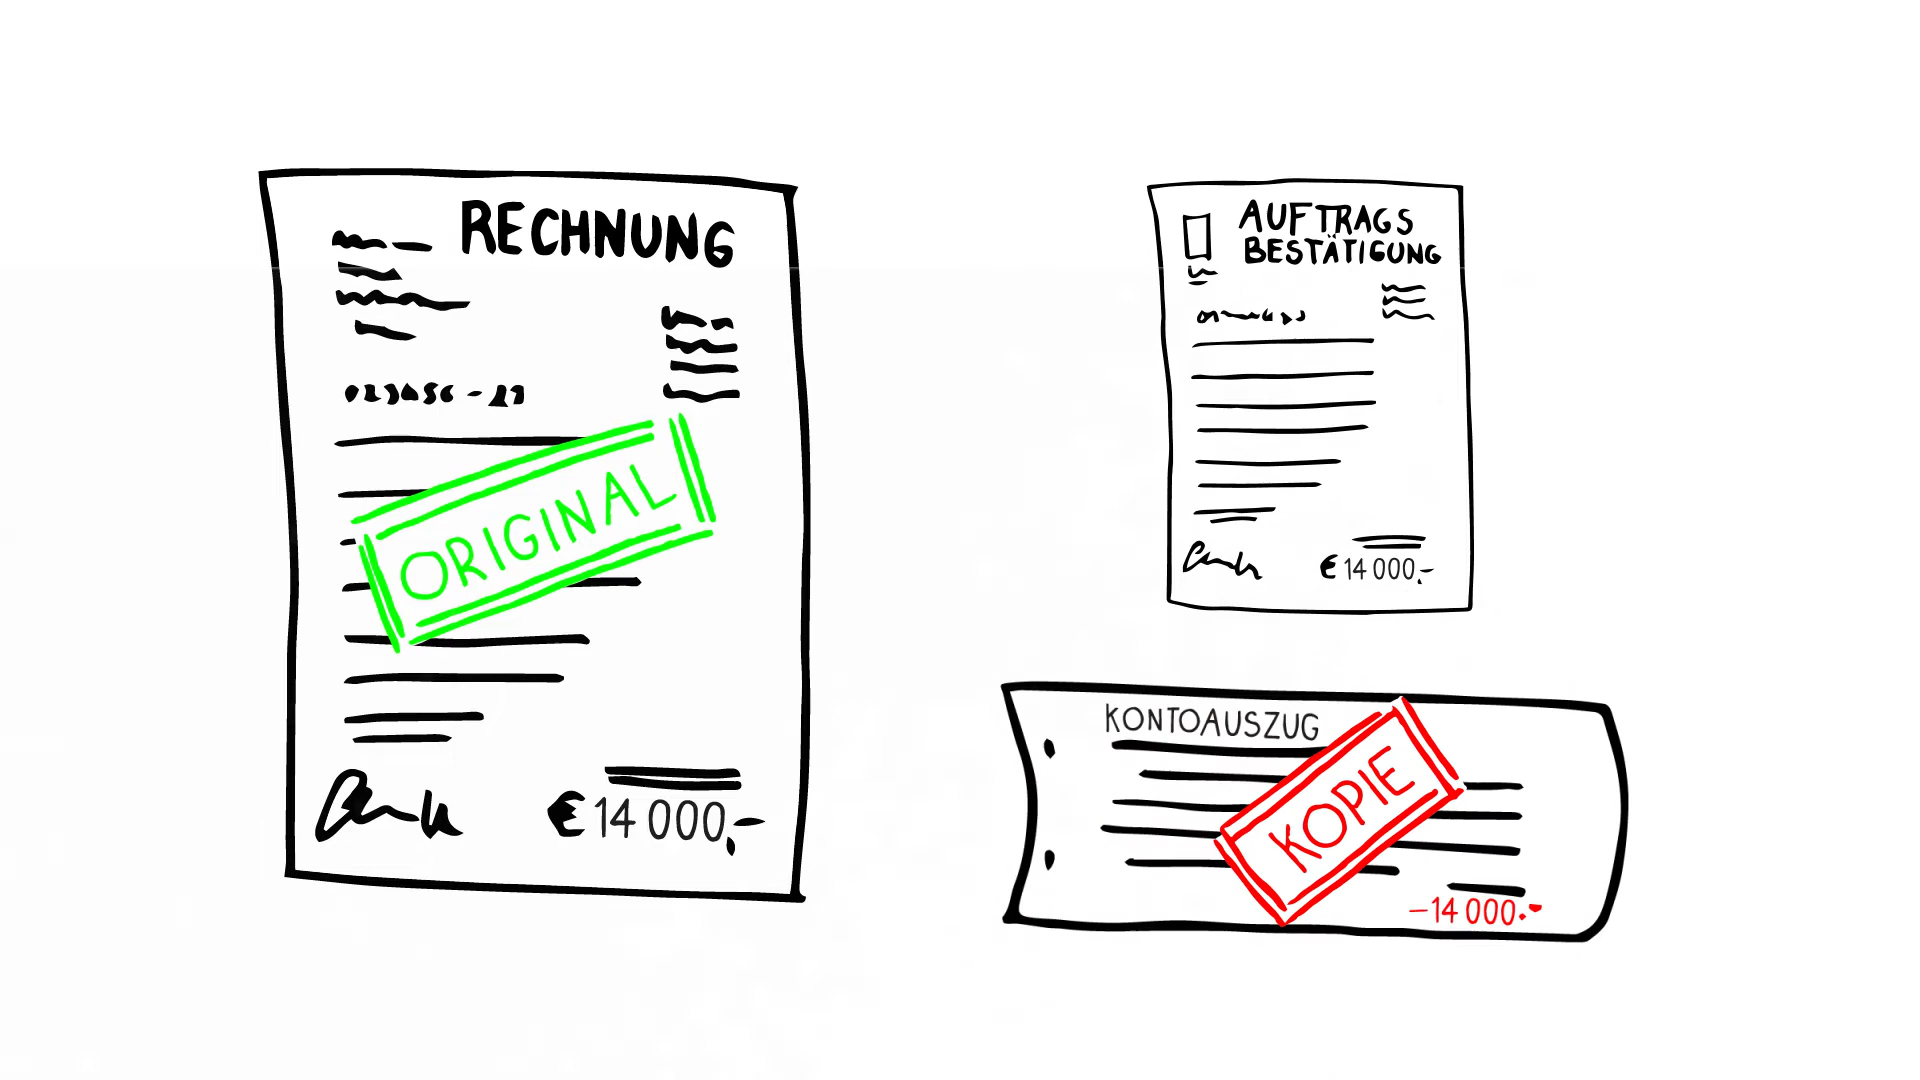 RECHNUNG
ORIGINAL
€ 14 000,-
AUFTRAGS
BESTÄTIGUNG
€ 14 000,-
KONTOAUSZUG
KOPIE
-14 000.-